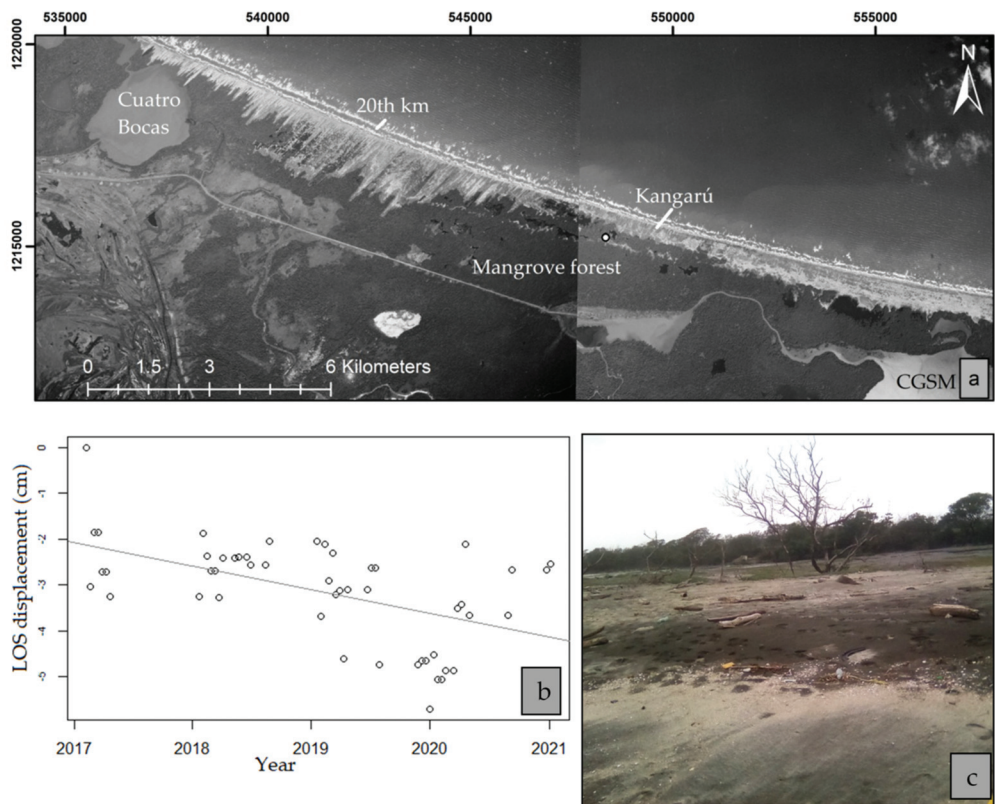 535000 540000 545000 550000 555000
1220000
1215000
N
Cuatro
Bocas
20th km
Kangarú
Mangrove forest
0 1.5 3 6 Kilometers
CGSM
a
LOS displacement (cm)
0
-1
-2
-3
-4
-5
b
2017 2018 2019 2020 2021
Year
c